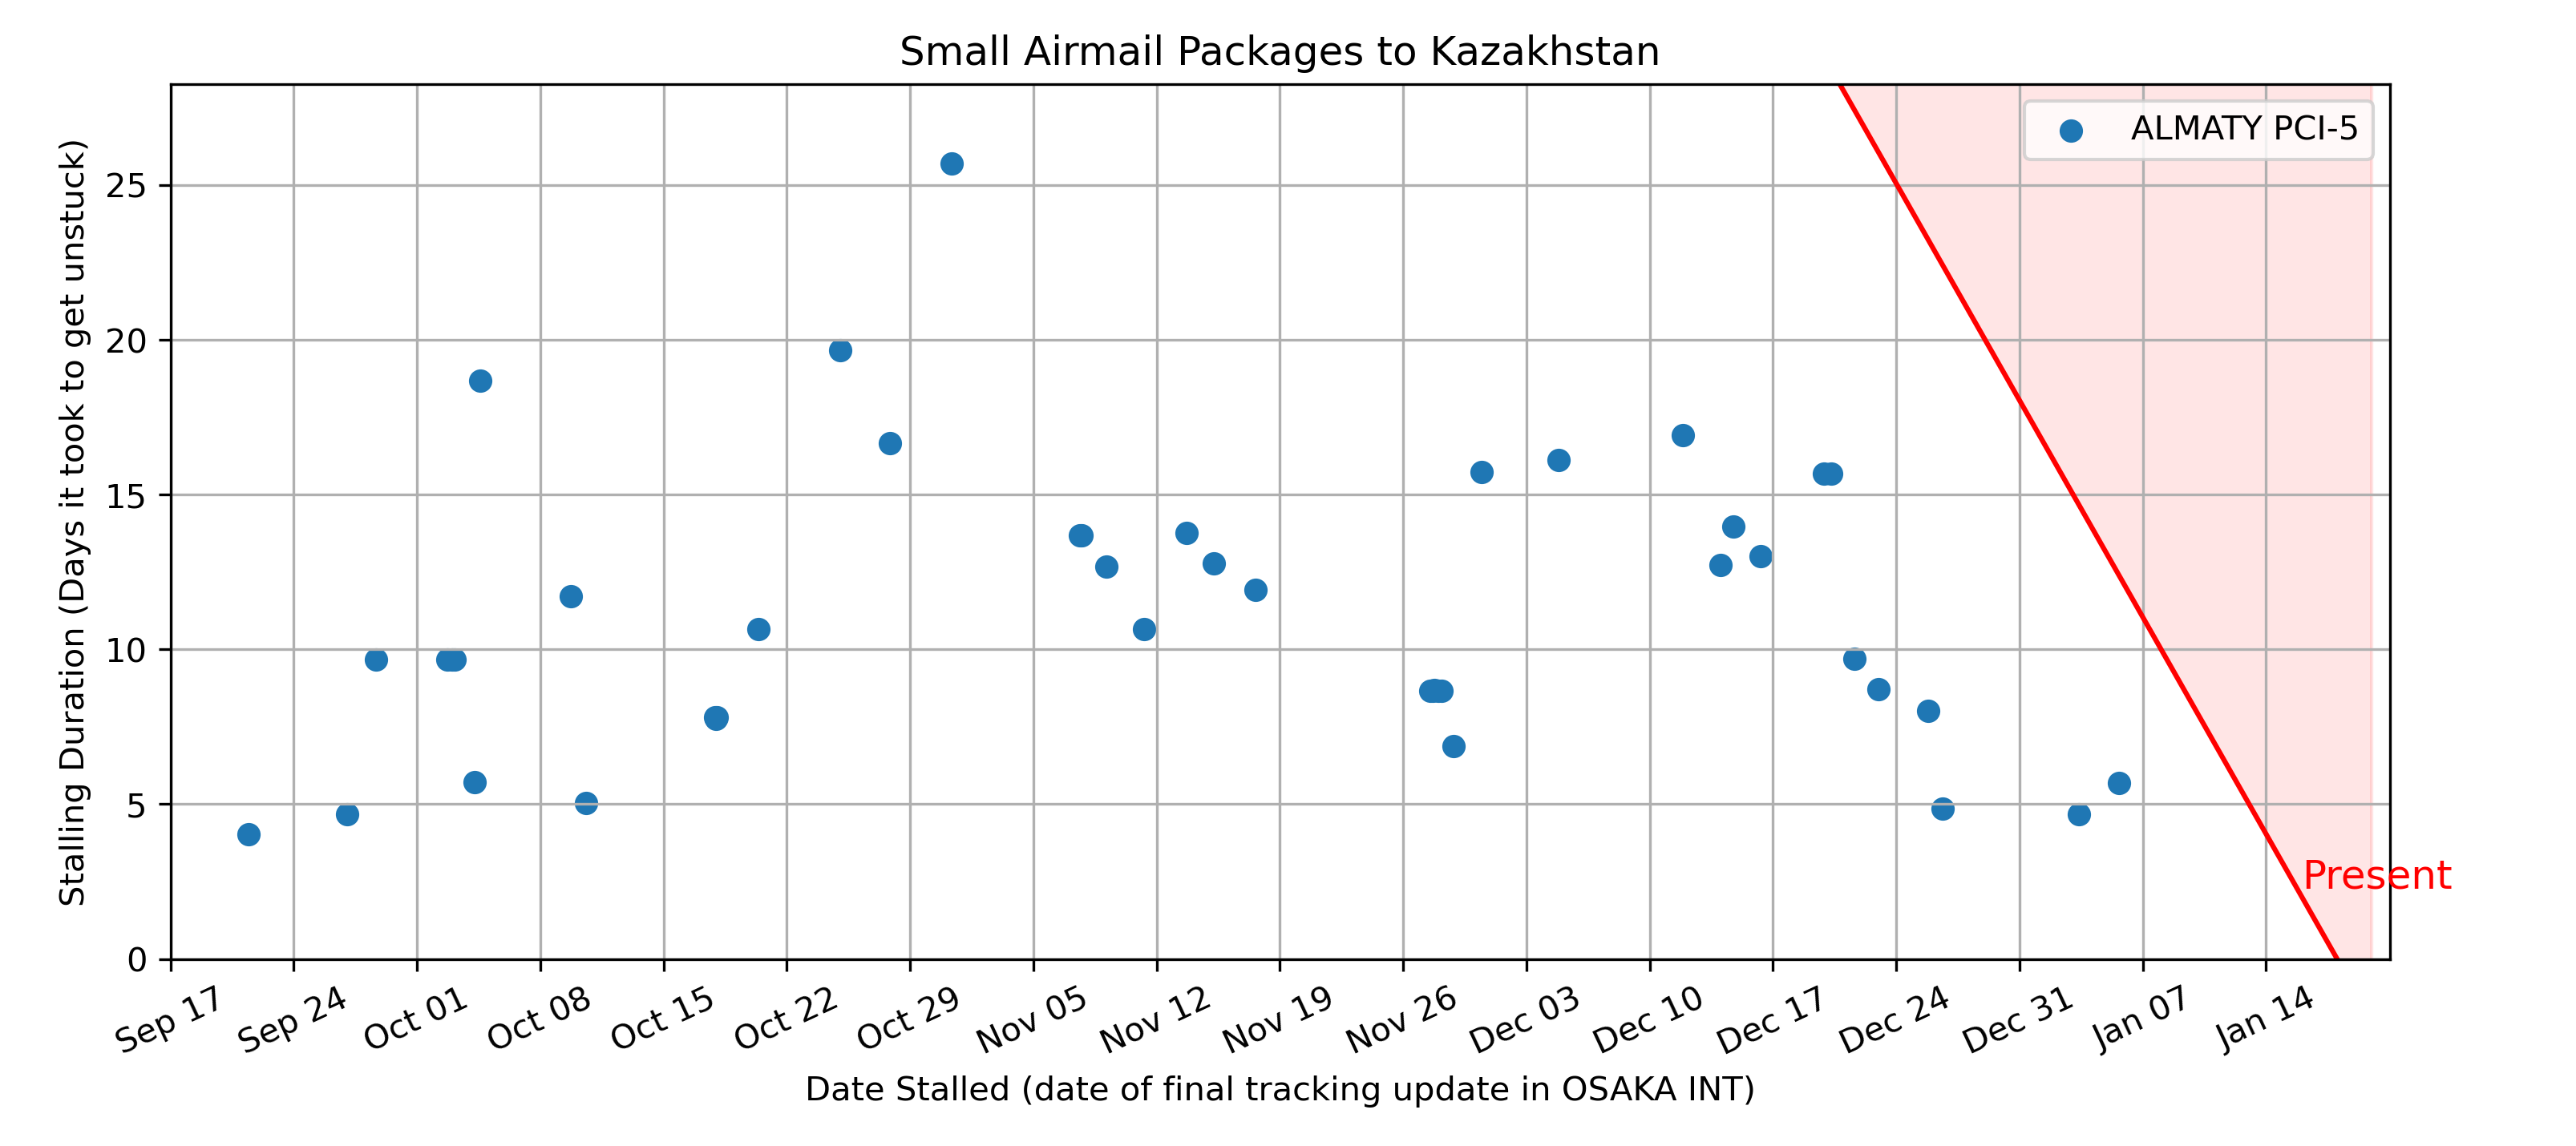 Small Airmail Packages to Kazakhstan
ALMATY PCI-5
Stalling Duration (Days it took to get unstuck)
25
20
15
10
5
0
Present
Sep 17
Sep 24
Oct 01
Oct 08
Oct 15
Oct 22
Oct 29
Nov 05
Nov 12
Nov 19
Nov 26
Dec 03
Dec 10
Dec 17
Dec 24
Dec 31
Jan 07
Jan 14
Date Stalled (date of final tracking update in OSAKA INT)